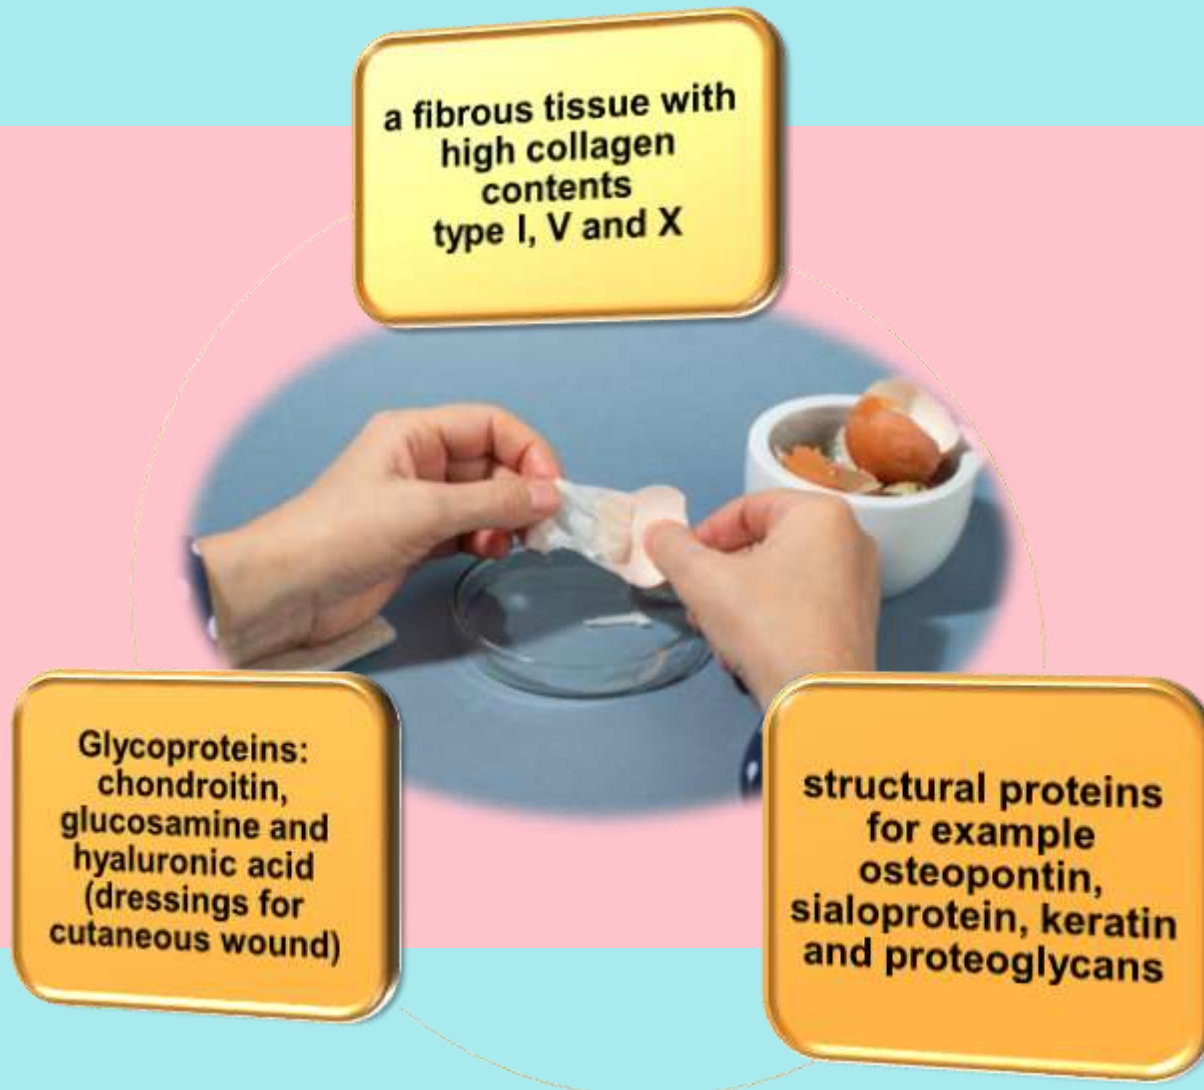 a fibrous tissue with
high collagen
contents
type I, V and X
Glycoproteins:
chondroitin,
glucosamine and
hyaluronic acid
(dressings for
cutaneous wound)
structural proteins
for example
osteopontin,
sialoprotein, keratin
and proteoglycans